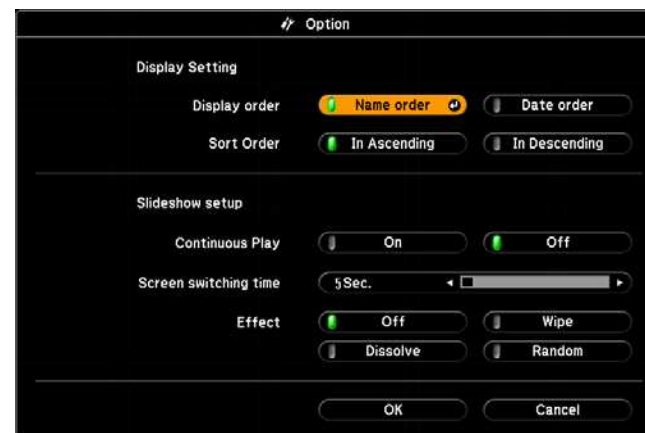 Option
Display Setting
Display order Name order Date order
Sort Order In Ascending In Descending
Slideshow setup
Continuous Play On Off
Screen switching time 5Sec.
Effect Off Wipe
Dissolve Random
OK Cancel